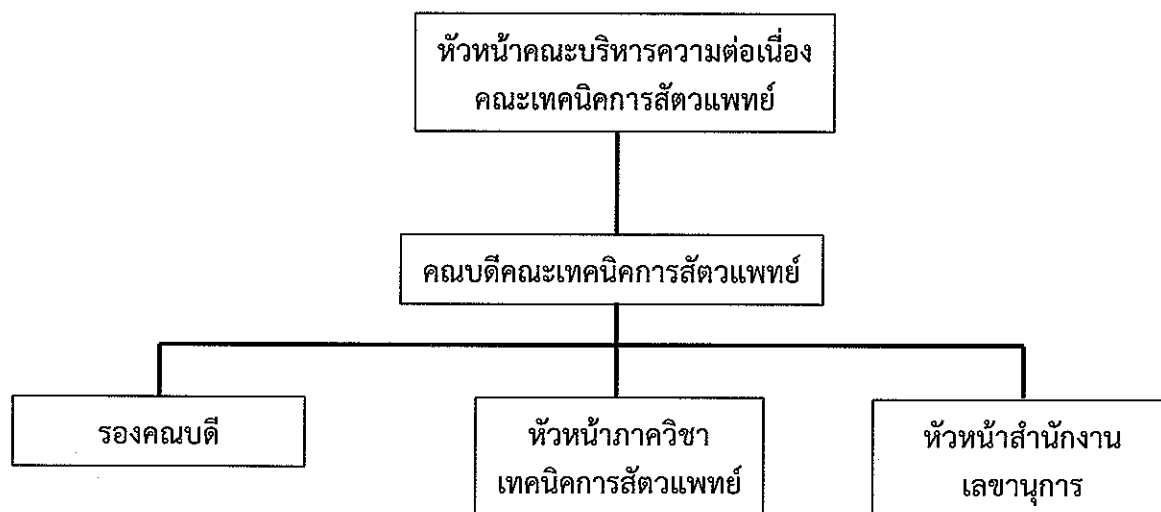 หัวหน้าคณะบริหารความต่อเนื่อง
คณะเทคนิคการสัตวแพทย์
คณบดีคณะเทคนิคการสัตวแพทย์
รองคณบดี
หัวหน้าภาควิชา
เทคนิคการสัตวแพทย์
หัวหน้าสำนักงาน
เลขานุการ